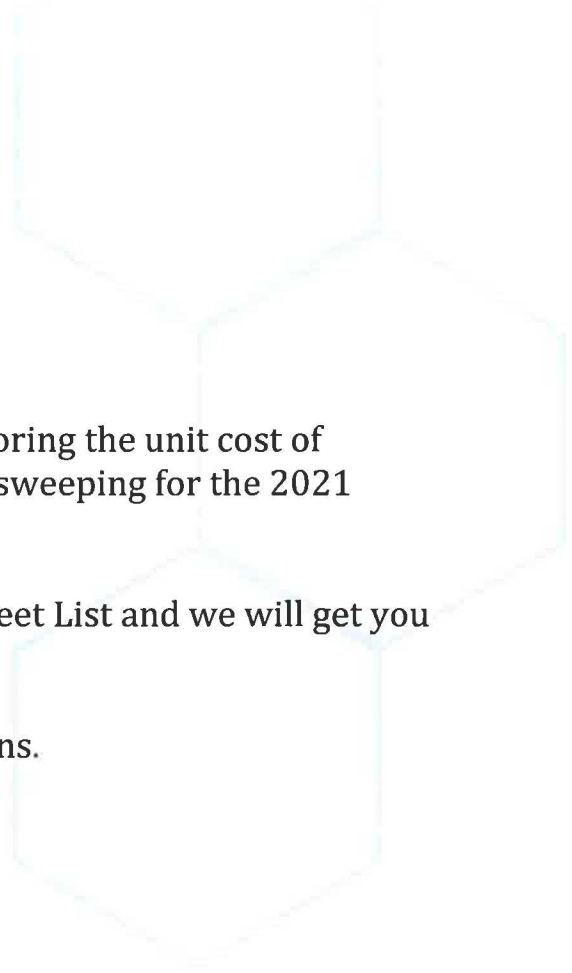 oring the unit cost of
sweeping for the 2021
eet List and we will get you
ns.